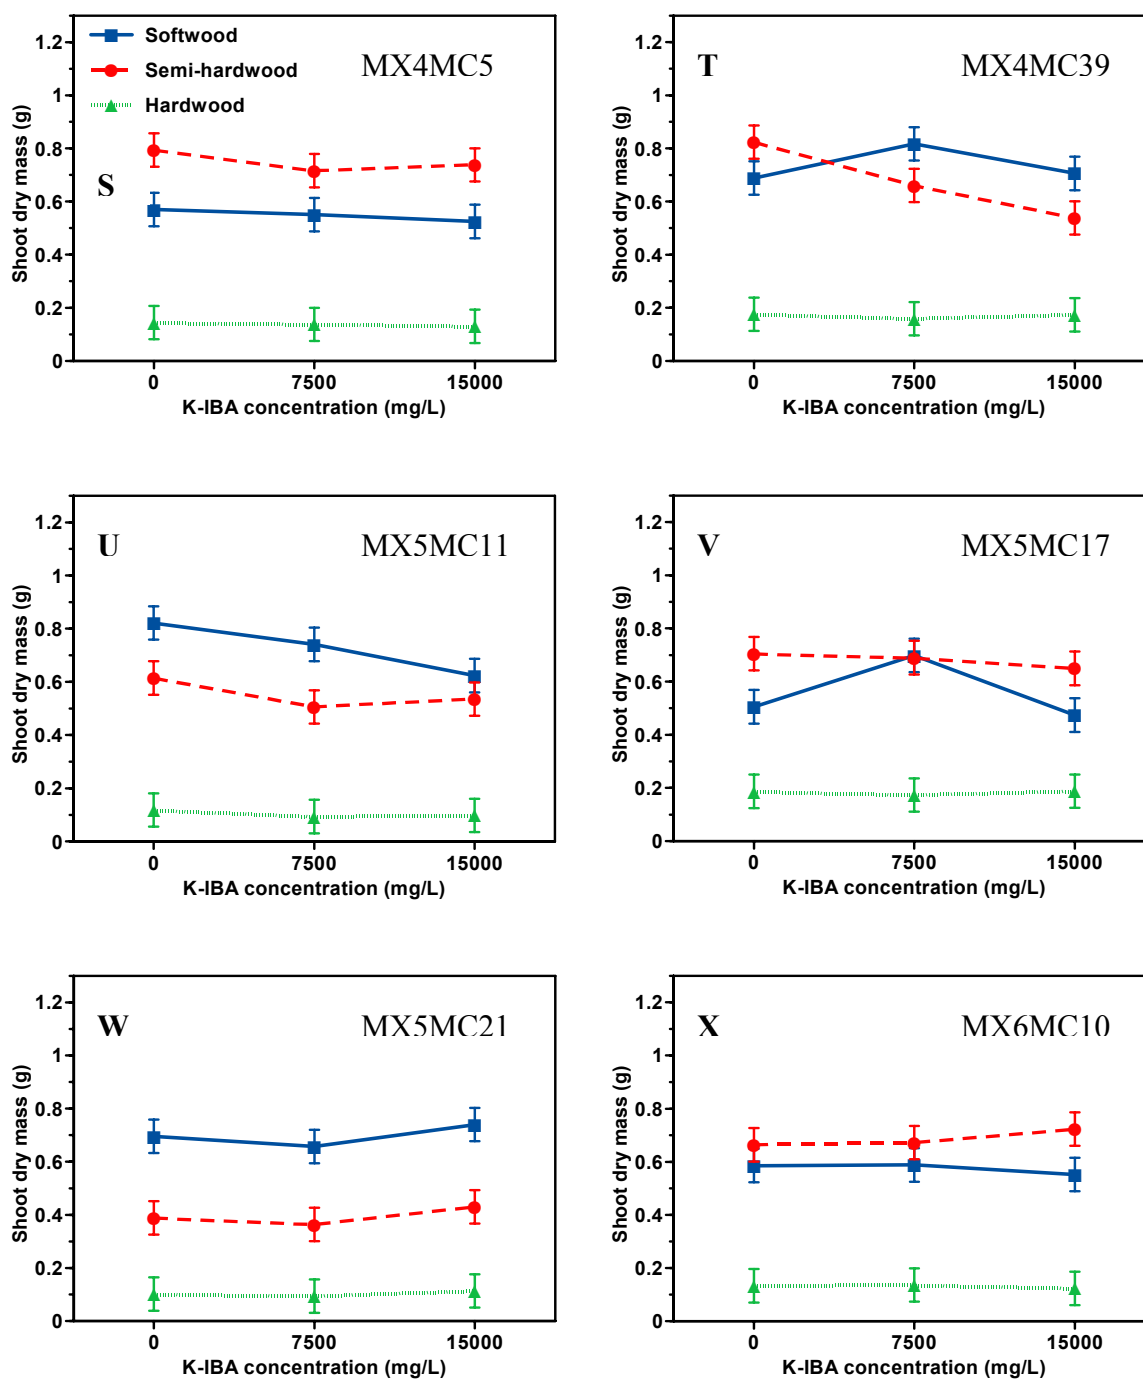 Softwood
Semi-hardwood
Hardwood
MX4MC5
S
Shoot dry mass (g)
1.2
1
0.8
0.6
0.4
0.2
0
0 7500 15000
K-IBA concentration (mg/L)
T
MX4MC39
Shoot dry mass (g)
1.2
1
0.8
0.6
0.4
0.2
0
0 7500 15000
K-IBA concentration (mg/L)
U
MX5MC11
Shoot dry mass (g)
1.2
1
0.8
0.6
0.4
0.2
0
0 7500 15000
K-IBA concentration (mg/L)
V
MX5MC17
Shoot dry mass (g)
1.2
1
0.8
0.6
0.4
0.2
0
0 7500 15000
K-IBA concentration (mg/L)
W
MX5MC21
Shoot dry mass (g)
1.2
1
0.8
0.6
0.4
0.2
0
0 7500 15000
K-IBA concentration (mg/L)
X
MX6MC10
Shoot dry mass (g)
1.2
1
0.8
0.6
0.4
0.2
0
0 7500 15000
K-IBA concentration (mg/L)